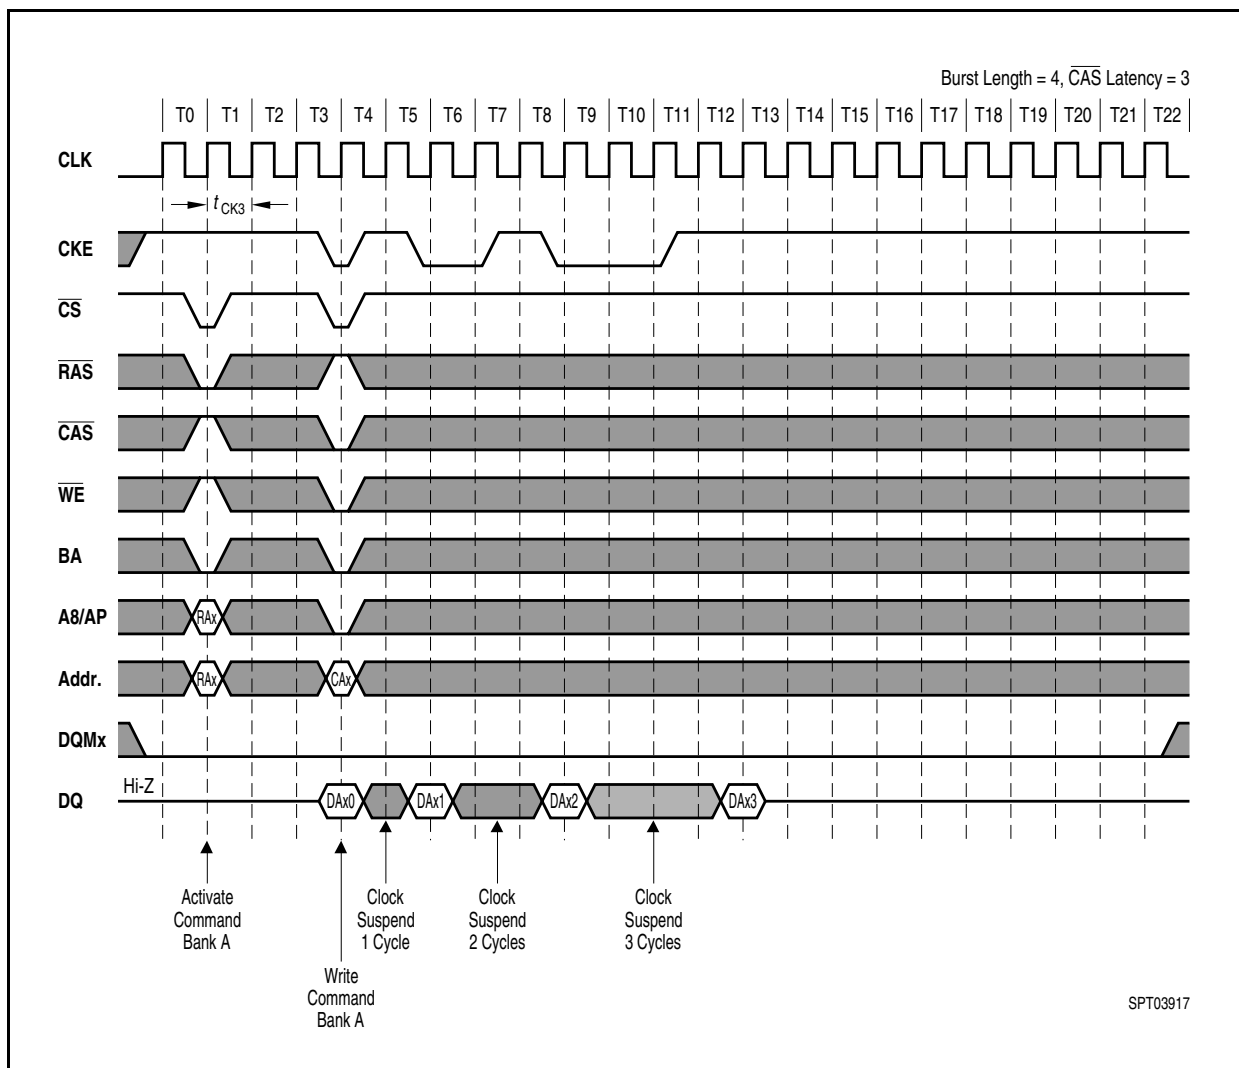 Burst Length = 4, CAS Latency = 3
T0 T1 T2 T3 T4 T5 T6 T7 T8 T9 T10 T11 T12 T13 T14 T15 T16 T17 T18 T19 T20 T21 T22
CLK
t CK3
CKE
CS
RAS
CAS
WE
BA
A8/AP RAx
Addr. RAx CAx
DQMx
DQ Hi-Z DAx0 DAx1 DAx2 DAx3
Activate
Command
Bank A
Write
Command
Bank A
Clock
Suspend
1 Cycle
Clock
Suspend
2 Cycles
Clock
Suspend
3 Cycles
SPT03917